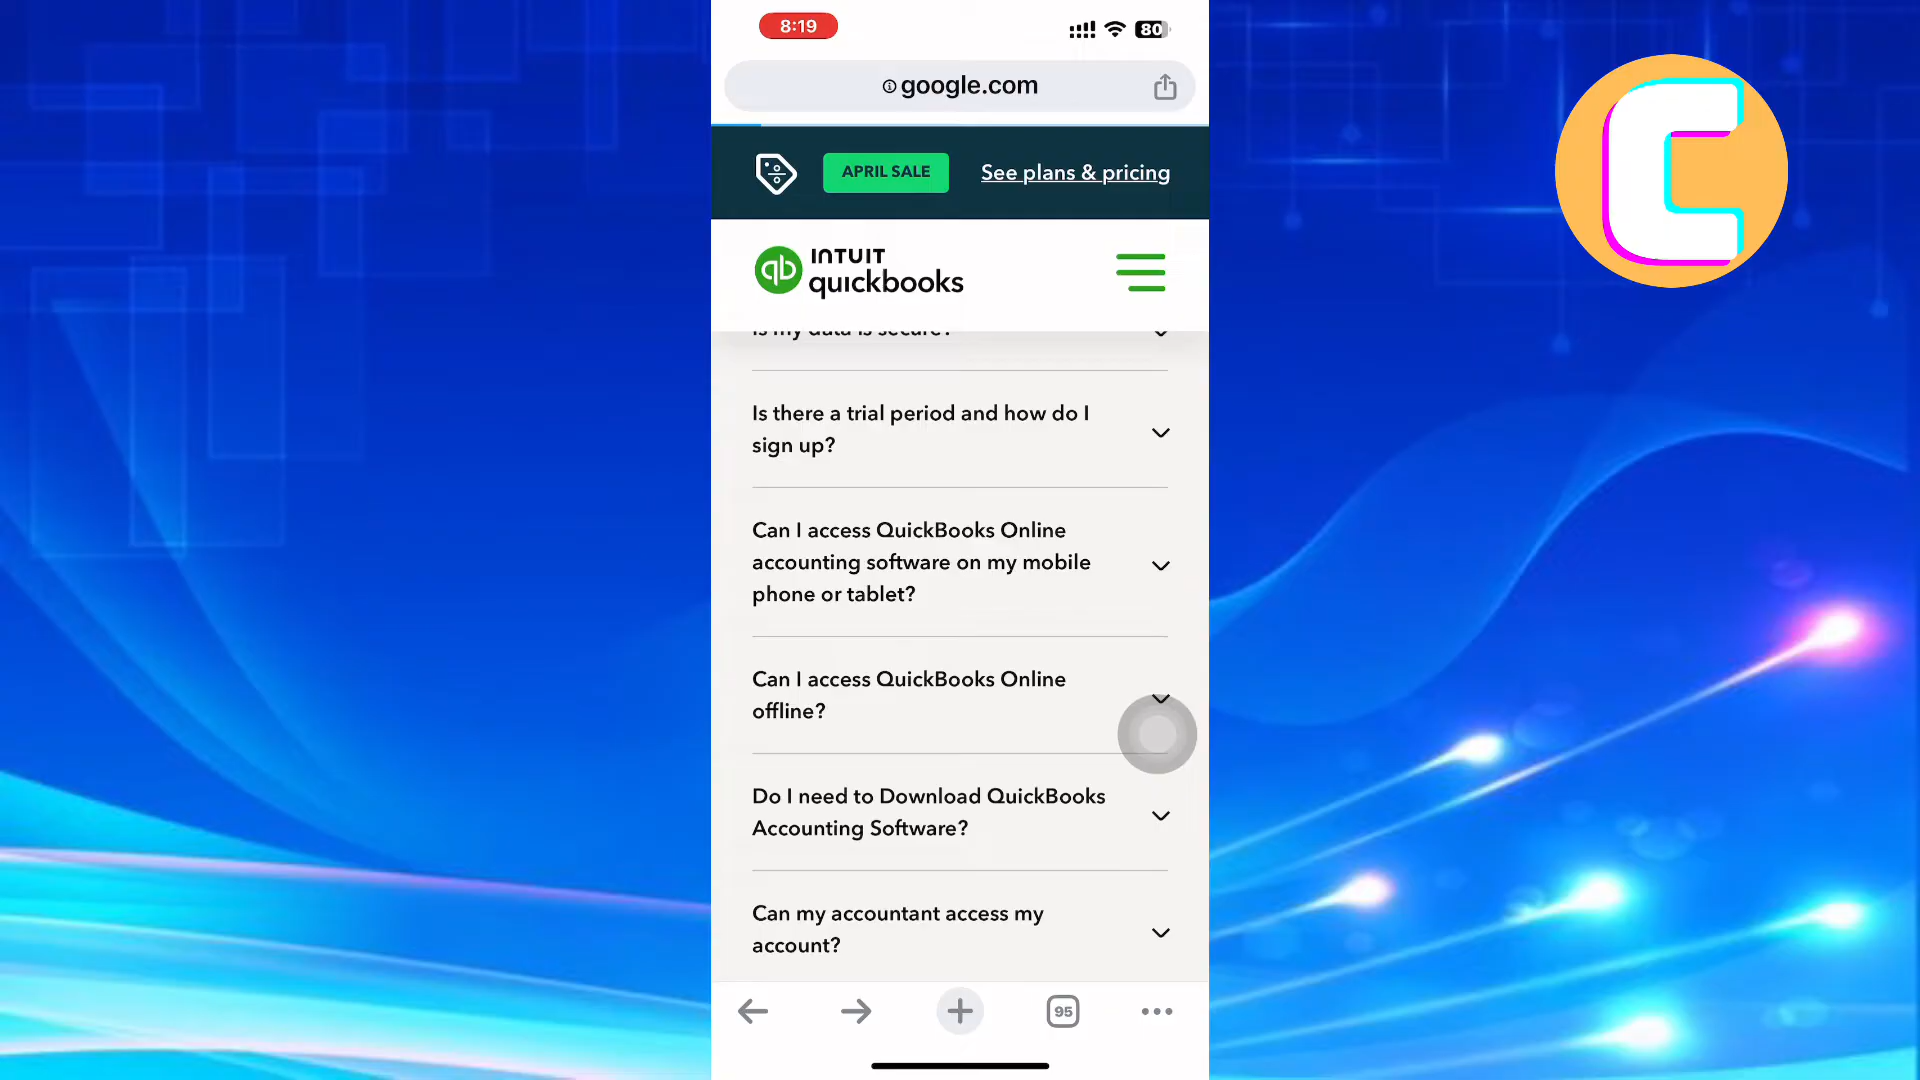 8:19
80
google.com
APRIL SALE
See plans & pricing
qb
INTUIT
quickbooks
Is my data is secure?
Is there a trial period and how do I
sign up?
Can I access QuickBooks Online
accounting software on my mobile
phone or tablet?
Can I access QuickBooks Online
offline?
Do I need to Download QuickBooks
Accounting Software?
Can my accountant access my
account?
95
C